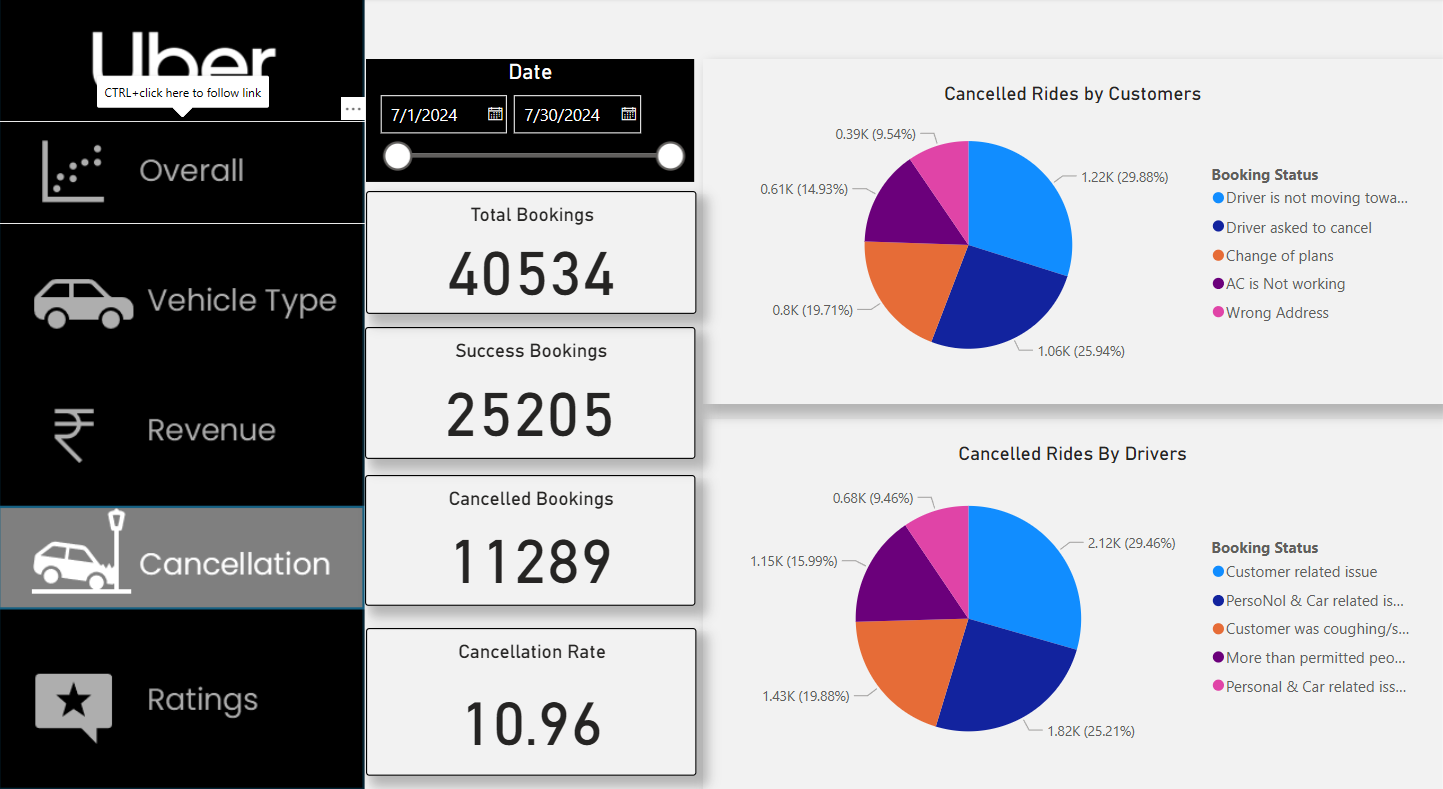 Uber
CTRL+click here to follow link
...
Overall
Vehicle Type
Revenue
Cancellation
Ratings
Date
7/1/2024
7/30/2024
Total Bookings
40534
Success Bookings
25205
Cancelled Bookings
11289
Cancellation Rate
10.96
Cancelled Rides by Customers
0.39K (9.54%)
0.61K (14.93%)
0.8K (19.71%)
1.22K (29.88%)
1.06K (25.94%)
Booking Status
Driver is not moving towa...
Driver asked to cancel
Change of plans
AC is Not working
Wrong Address
Cancelled Rides By Drivers
0.68K (9.46%)
1.15K (15.99%)
1.43K (19.88%)
2.12K (29.46%)
1.82K (25.21%)
Booking Status
Customer related issue
PersoNol & Car related is...
Customer was coughing/s...
More than permitted peo...
Personal & Car related iss...